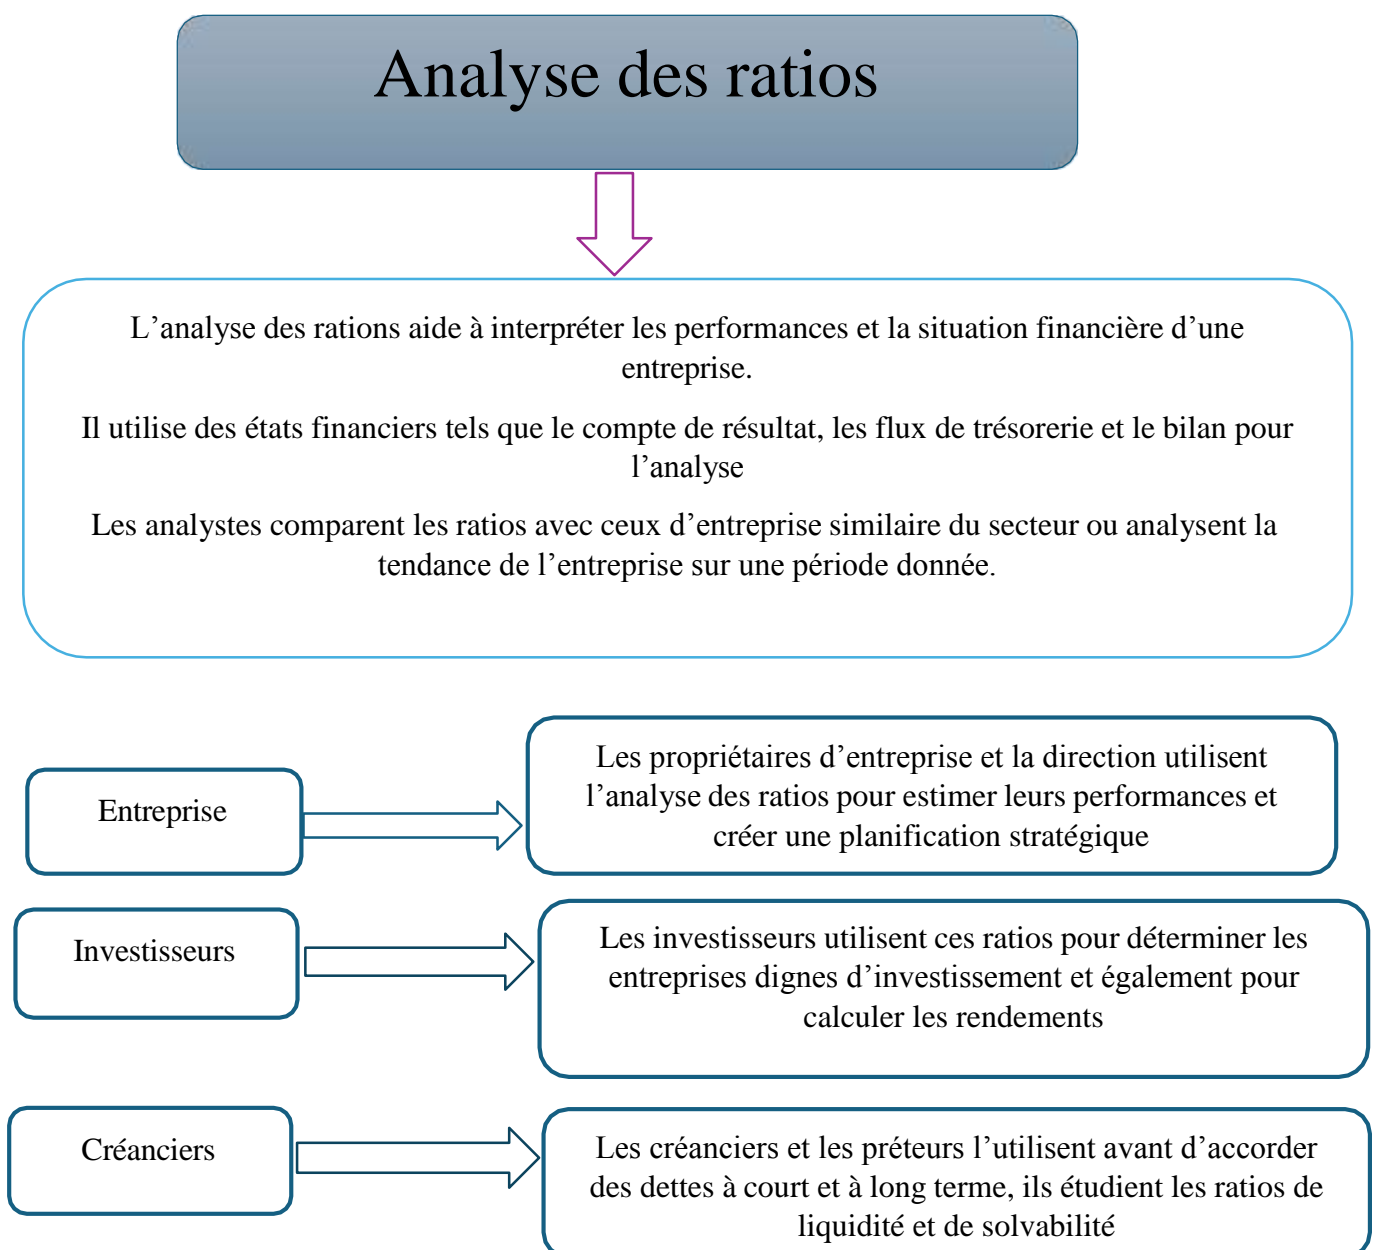 Analyse des ratios
L’analyse des rations aide à interpréter les performances et la situation financière d’une
entreprise.
Il utilise des états financiers tels que le compte de résultat, les flux de trésorerie et le bilan pour
l’analyse
Les analystes comparent les ratios avec ceux d’entreprise similaire du secteur ou analysent la
tendance de l’entreprise sur une période donnée.
Entreprise
Les propriétaires d’entreprise et la direction utilisent
l’analyse des ratios pour estimer leurs performances et
créer une planification stratégique
Investisseurs
Les investisseurs utilisent ces ratios pour déterminer les
entreprises dignes d’investissement et également pour
calculer les rendements
Créanciers
Les créanciers et les préteurs l’utilisent avant d’accorder
des dettes à court et à long terme, ils étudient les ratios de
liquidité et de solvabilité